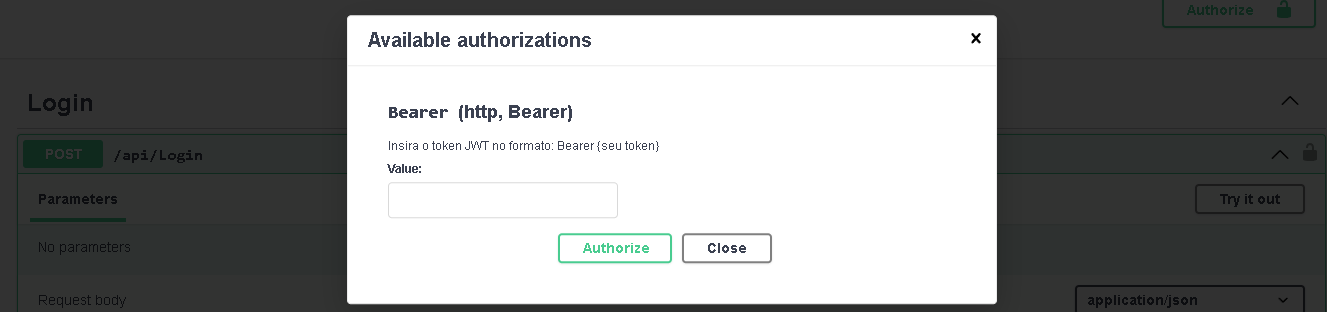 Authorize
Available authorizations
x
Login
Bearer (http, Bearer)
Insira o token JWT no formato: Bearer {seu token}
POST /api/Login
Value:
Parameters
Try it out
No parameters
Authorize
Close
Request body
application/json